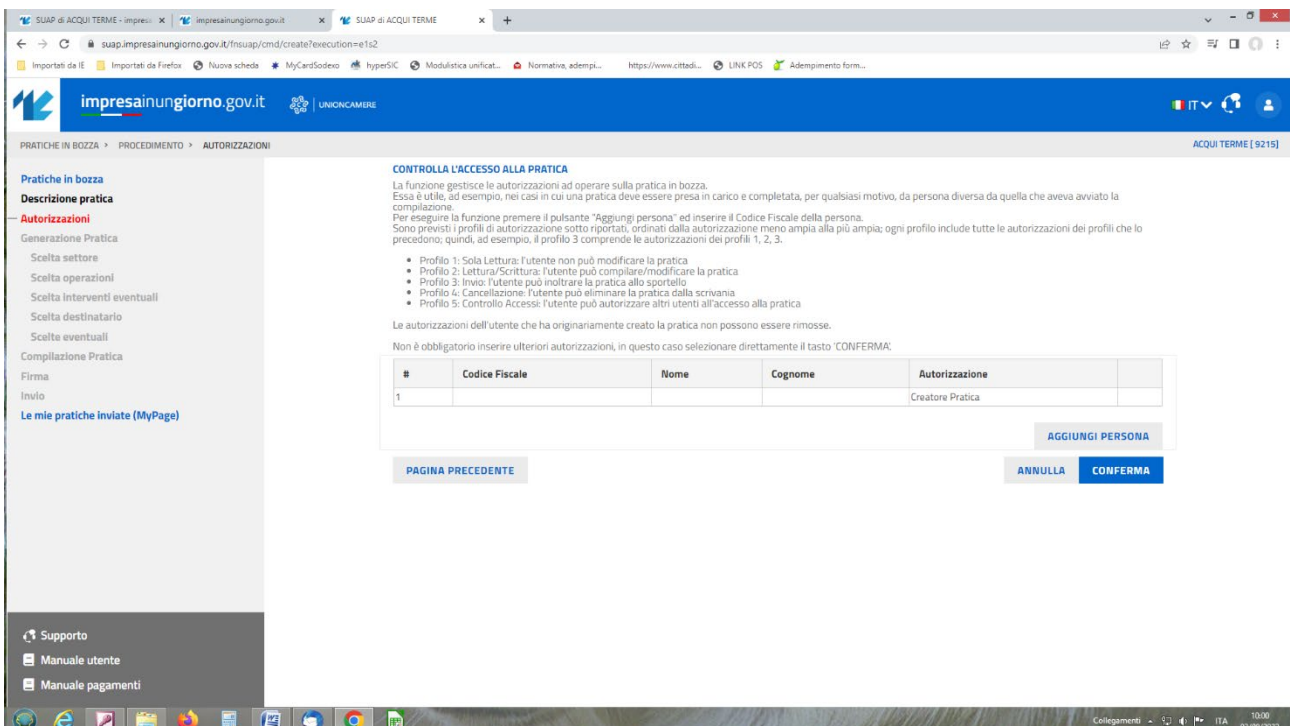 SUAP di ACQUI TERME - impresa
impresainungiorno.gov.it
SUAP di ACQUI TERME
suap.impresainungiorno.gov.it/fnsuap/cmd/create?execution=e1s2
Importati da IE Importati da Firefox Nuova scheda MyCardSodexo hyperSIC Modulistica unificat... Normativa, adempi... https://www.cittadi... LINK POS Adempimento form...
impresainungiorno.gov.it UNIONCAMERE IT
PRATICHE IN BOZZA > PROCEDIMENTO > AUTORIZZAZIONI ACQUI TERME [ 9215]
Pratiche in bozza
Descrizione pratica
Autorizzazioni
Generazione Pratica
Scelta settore
Scelta operazioni
Scelta interventi eventuali
Scelta destinatario
Scelte eventuali
Compilazione Pratica
Firma
Invio
Le mie pratiche inviate (MyPage)
CONTROLLA L'ACCESSO ALLA PRATICA
La funzione gestisce le autorizzazioni ad operare sulla pratica in bozza.
Essa è utile, ad esempio, nei casi in cui una pratica deve essere presa in carico e completata, per qualsiasi motivo, da persona diversa da quella che aveva avviato la
compilazione.
Per eseguire la funzione premere il pulsante "Aggiungi persona" ed inserire il Codice Fiscale della persona.
Sono previsti i profili di autorizzazione sotto riportati, ordinati dalla autorizzazione meno ampia alla più ampia; ogni profilo include tutte le autorizzazioni dei profili che lo
precedono; quindi, ad esempio, il profilo 3 comprende le autorizzazioni dei profili 1, 2, 3.
Profilo 1: Sola Lettura: l'utente non può modificare la pratica
Profilo 2: Lettura/Scrittura: l'utente può compilare/modificare la pratica
Profilo 3: Invio: l'utente può inoltrare la pratica allo sportello
Profilo 4: Cancellazione: l'utente può eliminare la pratica dalla scrivania
Profilo 5: Controllo Accessi: l'utente può autorizzare altri utenti all'accesso alla pratica
Le autorizzazioni dell'utente che ha originariamente creato la pratica non possono essere rimosse.
Non è obbligatorio inserire ulteriori autorizzazioni, in questo caso selezionare direttamente il tasto 'CONFERMA'.
# Codice Fiscale Nome Cognome Autorizzazione
1 Creatore Pratica
AGGIUNGI PERSONA
PAGINA PRECEDENTE ANNULLA CONFERMA
Supporto
Manuale utente
Manuale pagamenti
Collegamenti ITA 10:00